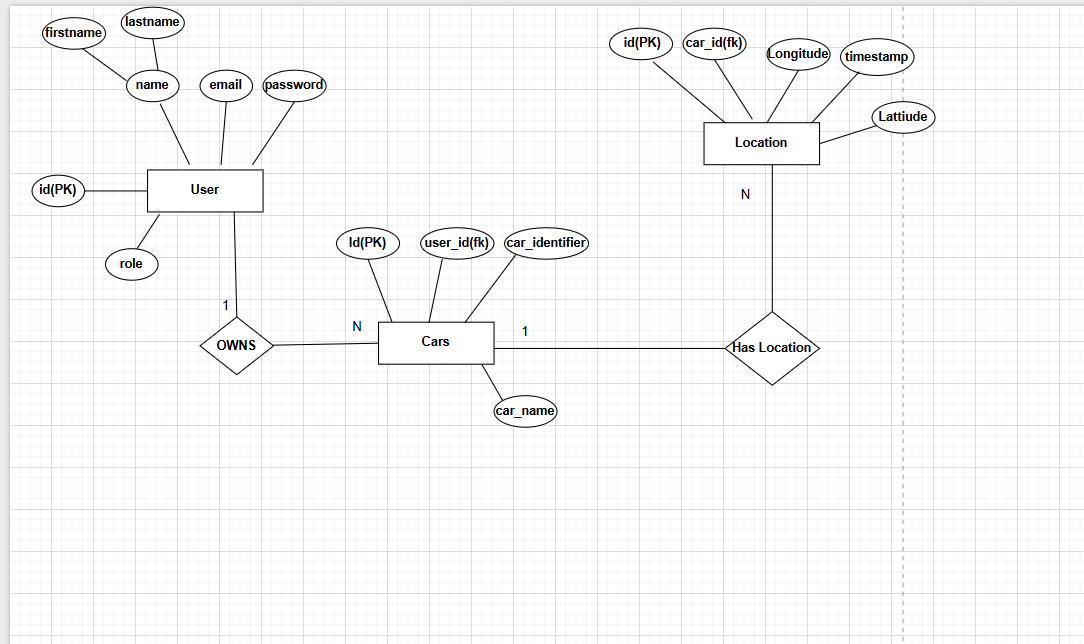 firstname
lastname
name
email
password
id(PK)
User
role
1
OWNS
N
Id(PK)
user_id(fk)
car_identifier
Cars
car_name
1
Has Location
N
id(PK)
car_id(fk)
Longitude
timestamp
Lattiude
Location